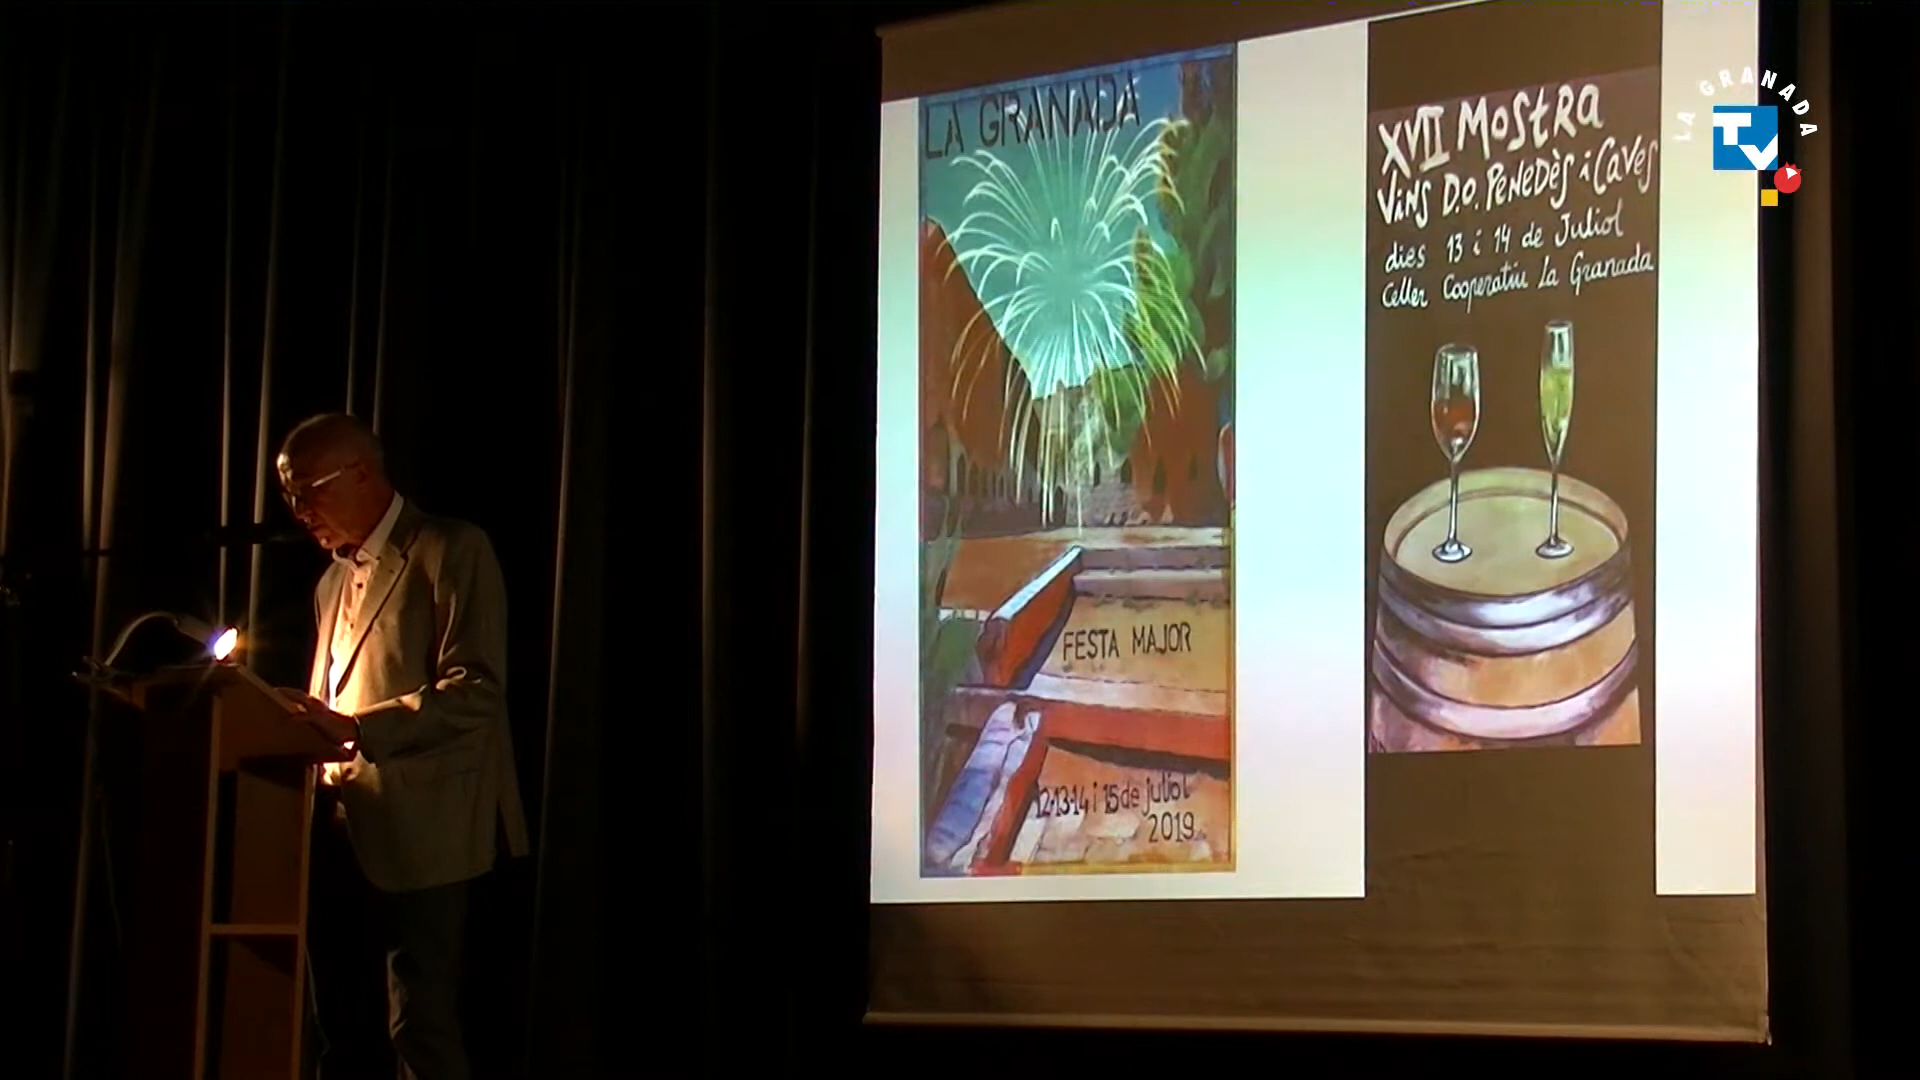 LA GRANADA
FESTA MAJOR
12·13·14 i 15 de juliol
2019
XVII MOSTRA
VINS D.O. PENEDÈS i CAVES
dies 13 i 14 de Juliol
Celler Cooperatiu La Granada
LA GRANADA
TV